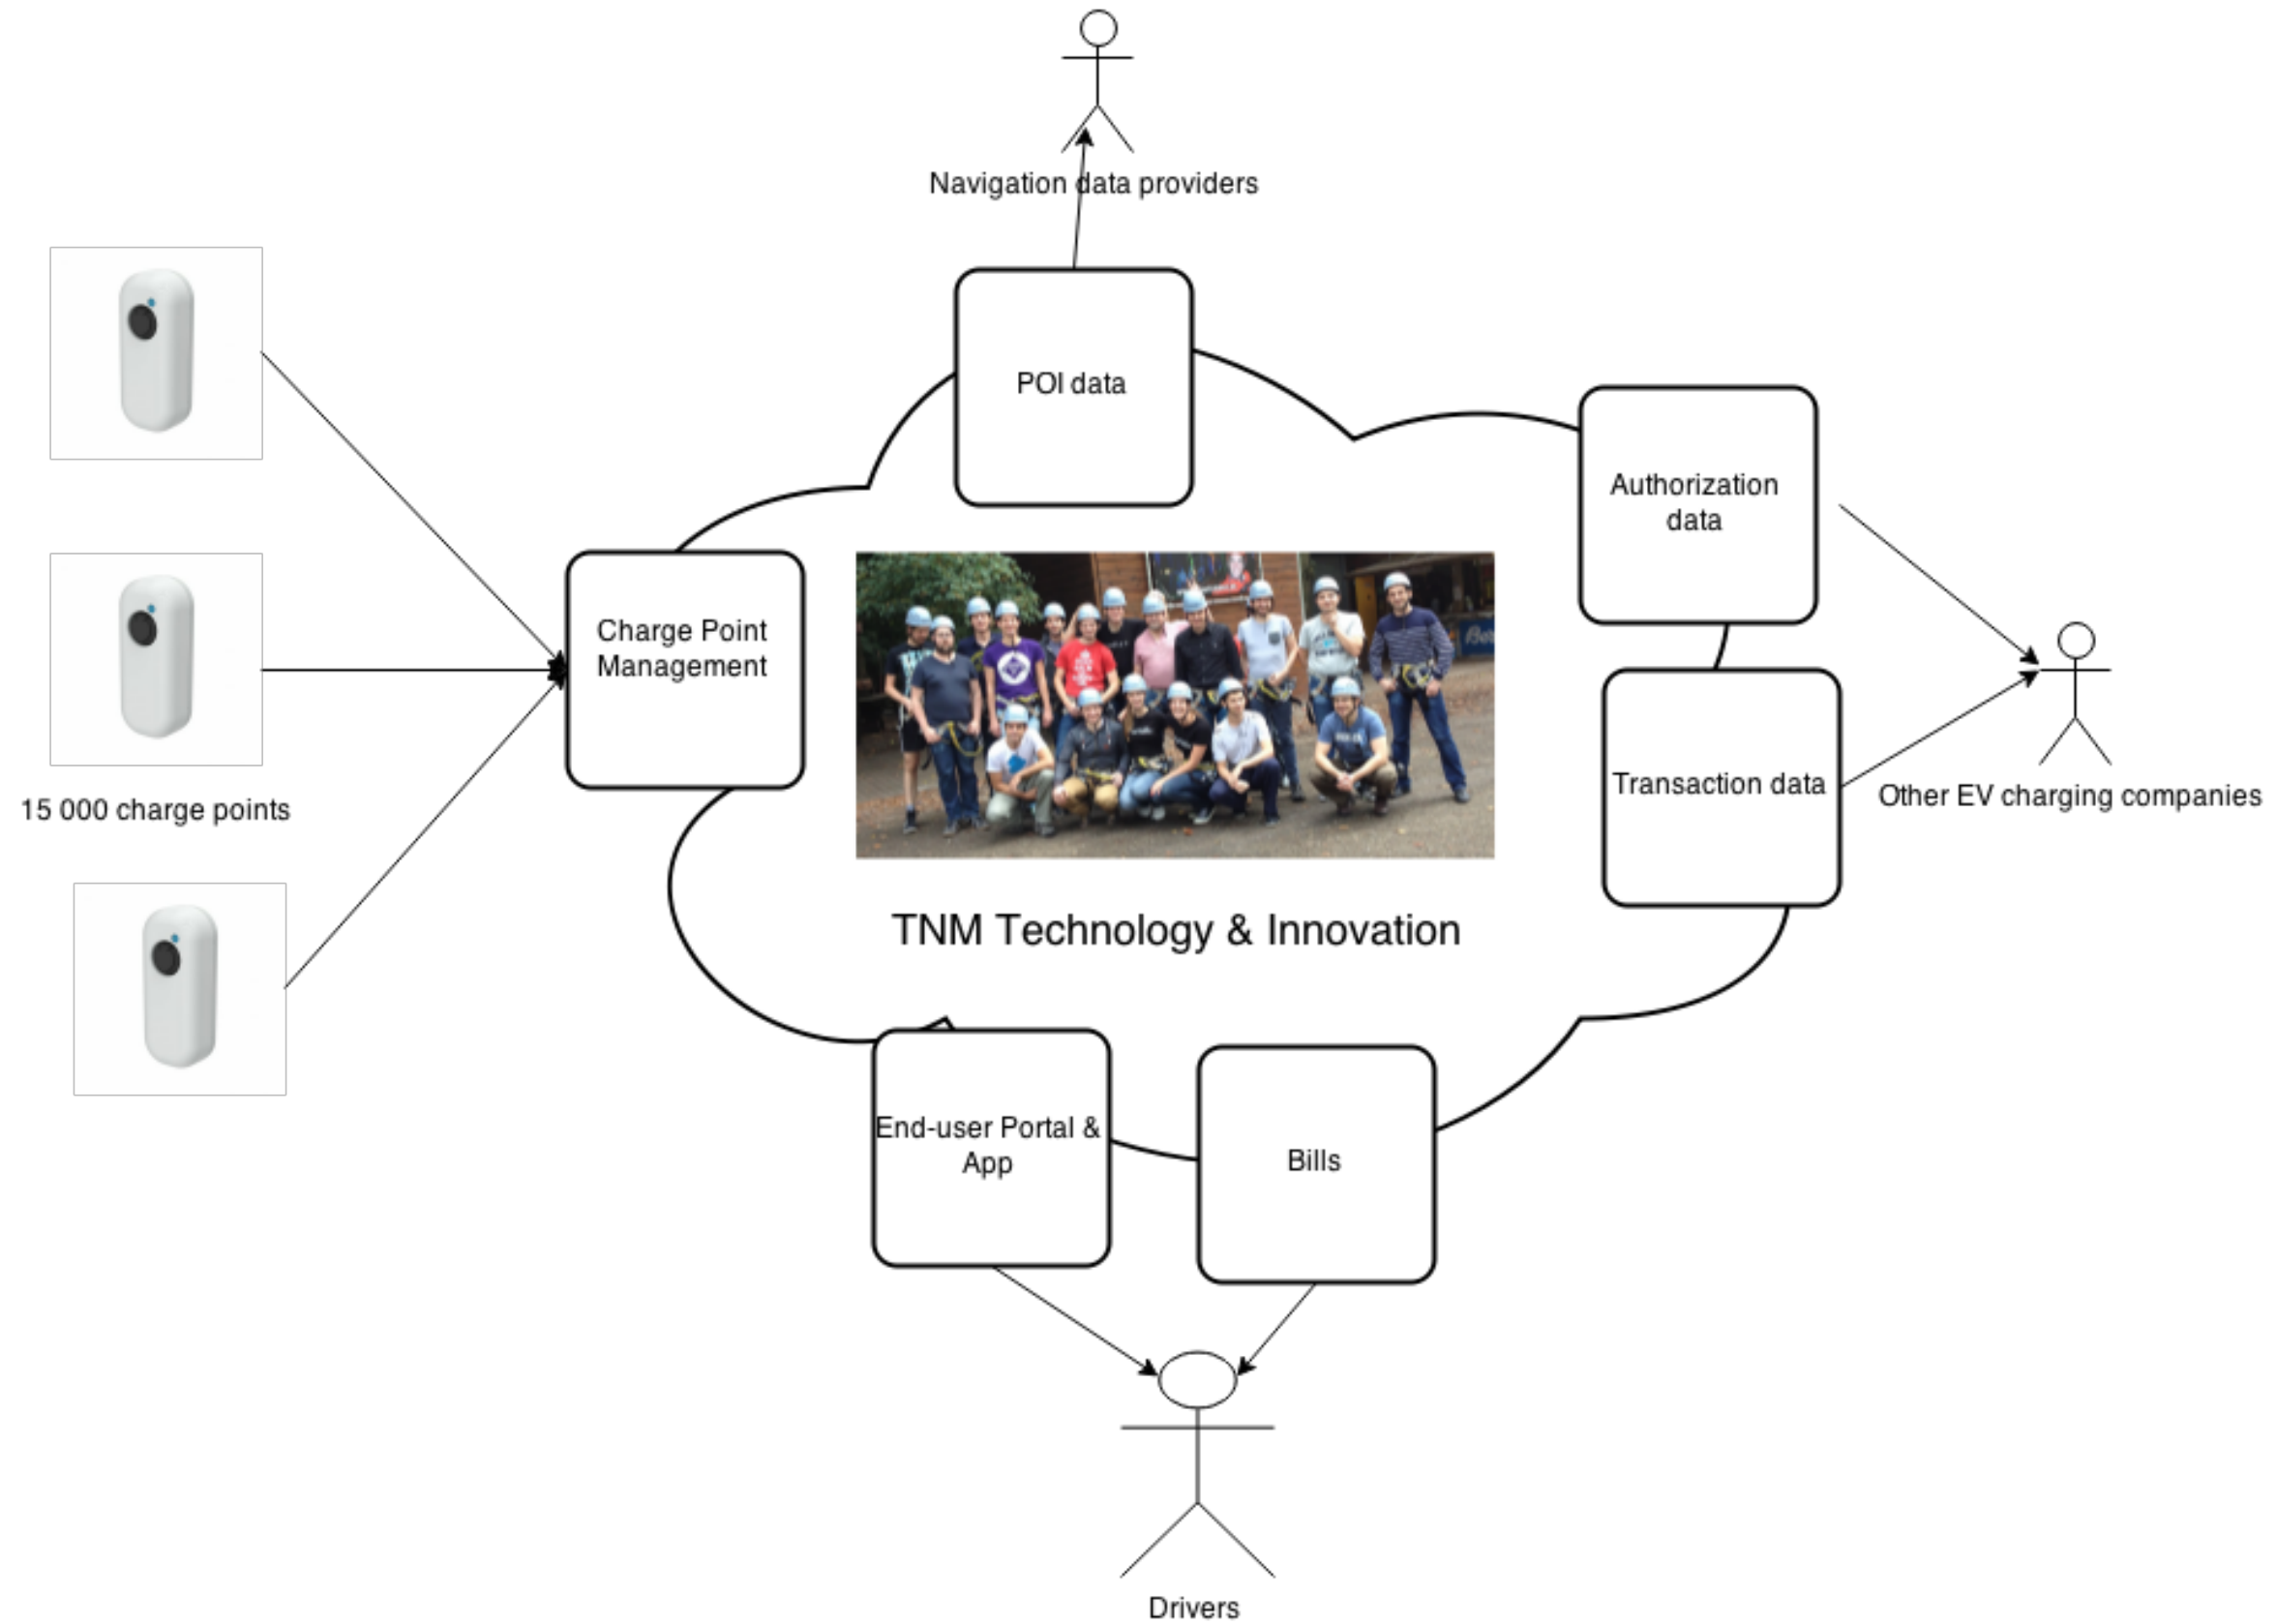 Navigation data providers
POI data
Authorization
data
Charge Point
Management
Transaction data
Other EV charging companies
15 000 charge points
TNM Technology & Innovation
End-user Portal &
App
Bills
Drivers